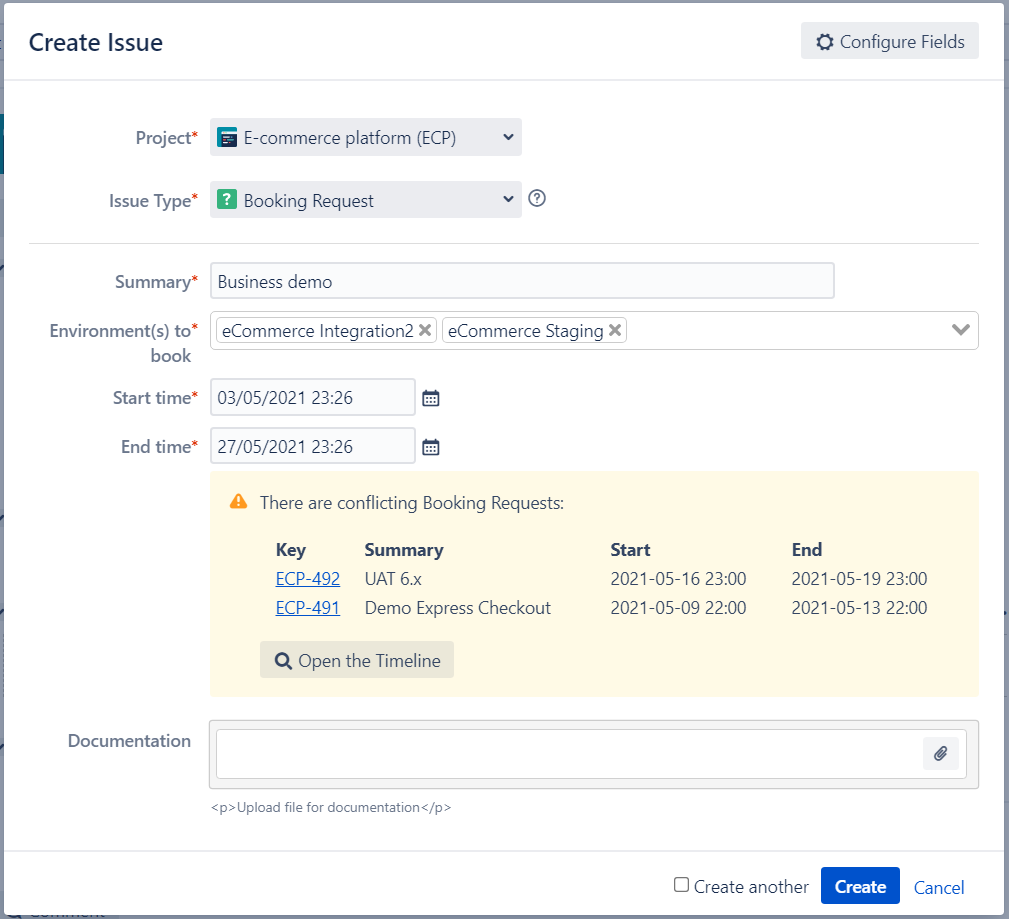 Create Issue
Configure Fields
Project*
E-commerce platform (ECP)
Issue Type*
? Booking Request
Summary*
Business demo
Environment(s) to*
book
eCommerce Integration2 eCommerce Staging
Start time*
03/05/2021 23:26
End time*
27/05/2021 23:26
There are conflicting Booking Requests:
Key Summary Start End
ECP-492 UAT 6.x 2021-05-16 23:00 2021-05-19 23:00
ECP-491 Demo Express Checkout 2021-05-09 22:00 2021-05-13 22:00
Open the Timeline
Documentation
<p>Upload file for documentation</p>
Create another Create Cancel